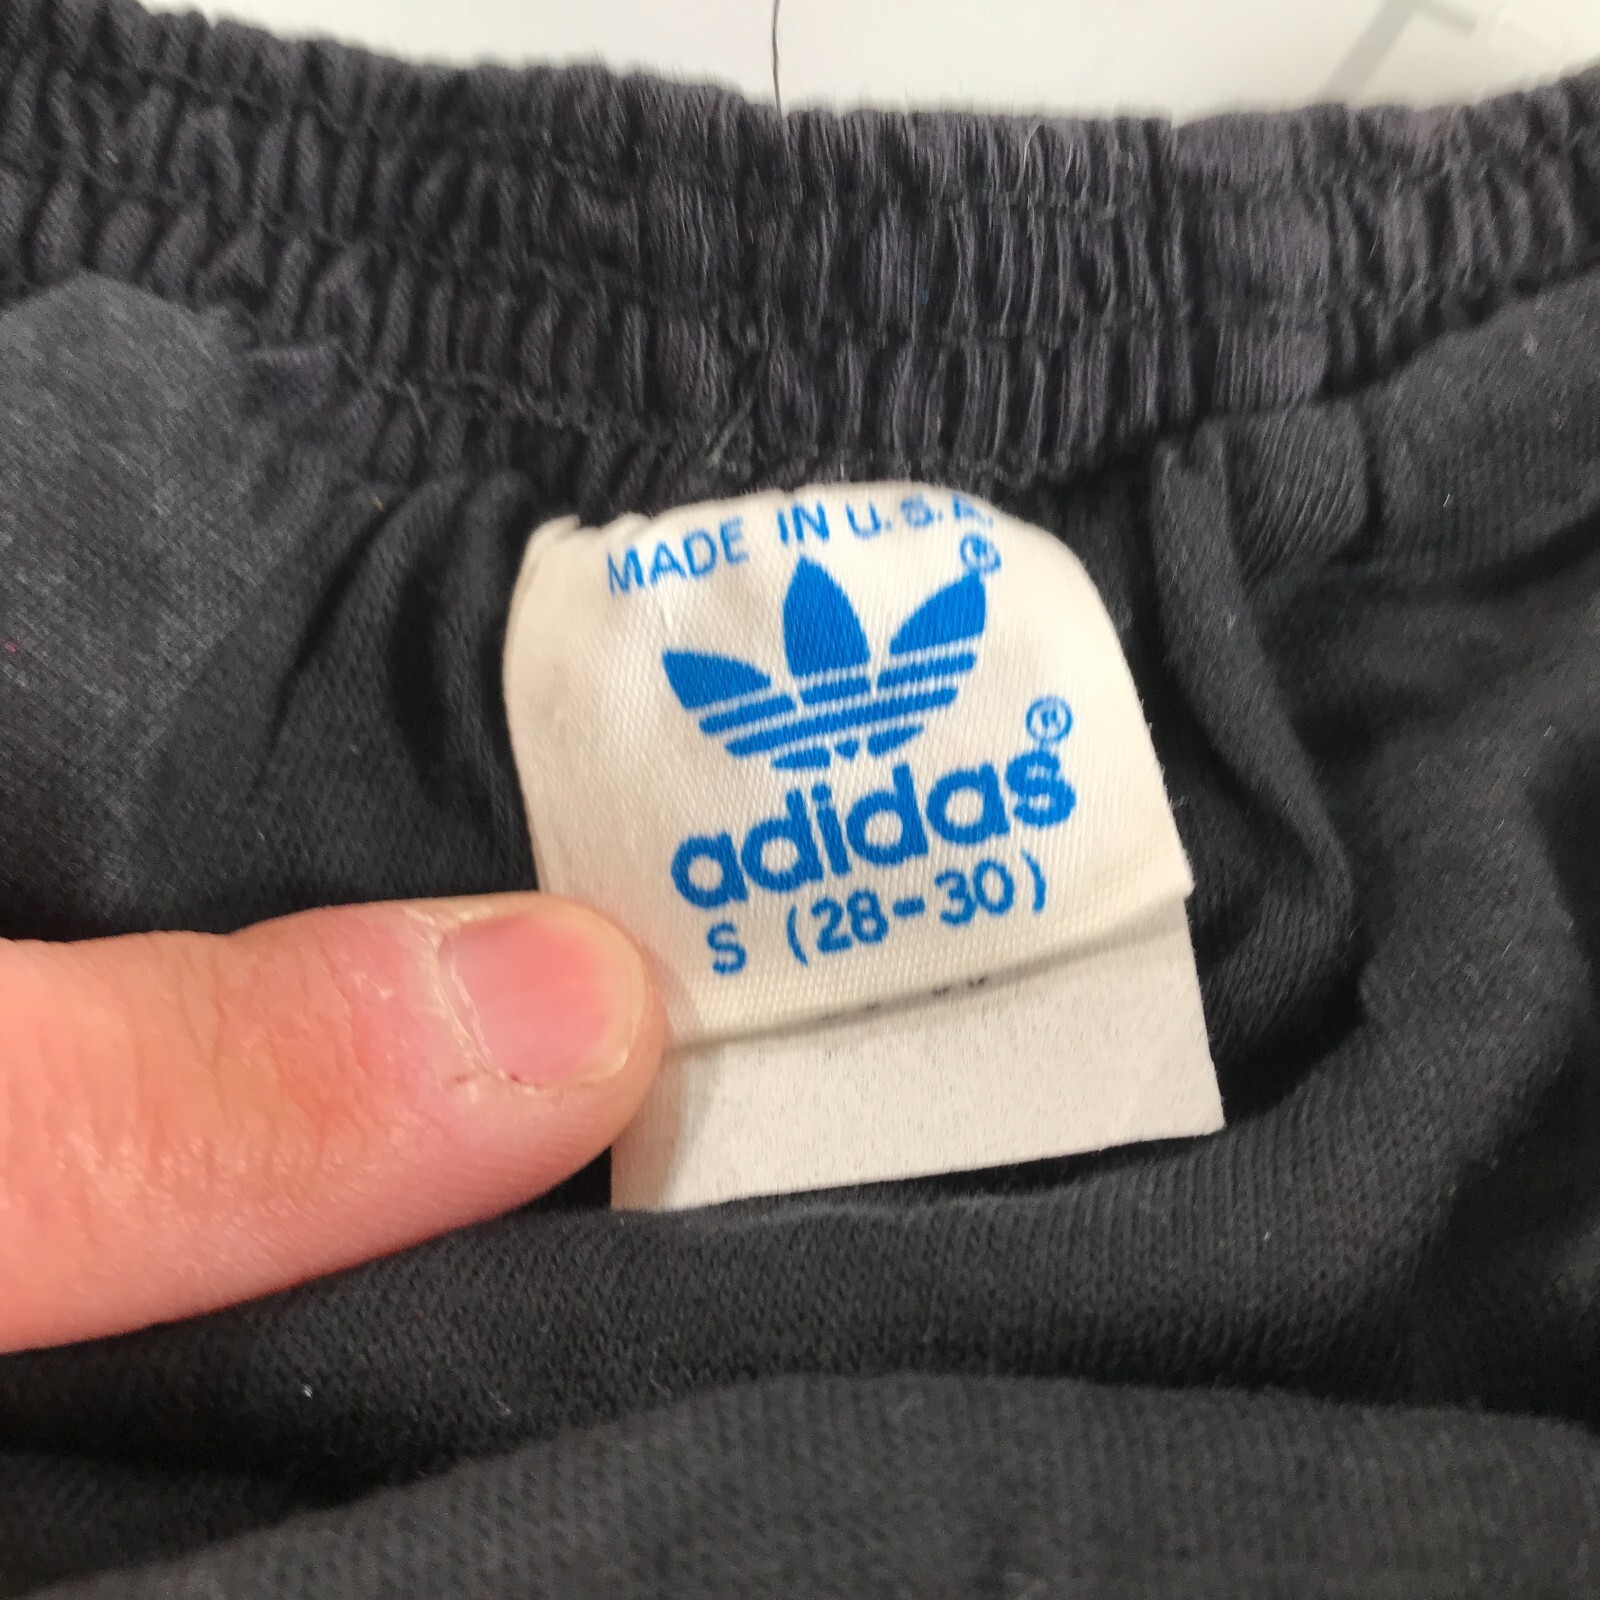 MADE IN U.S.A.
®
adidas®
S (28-30)